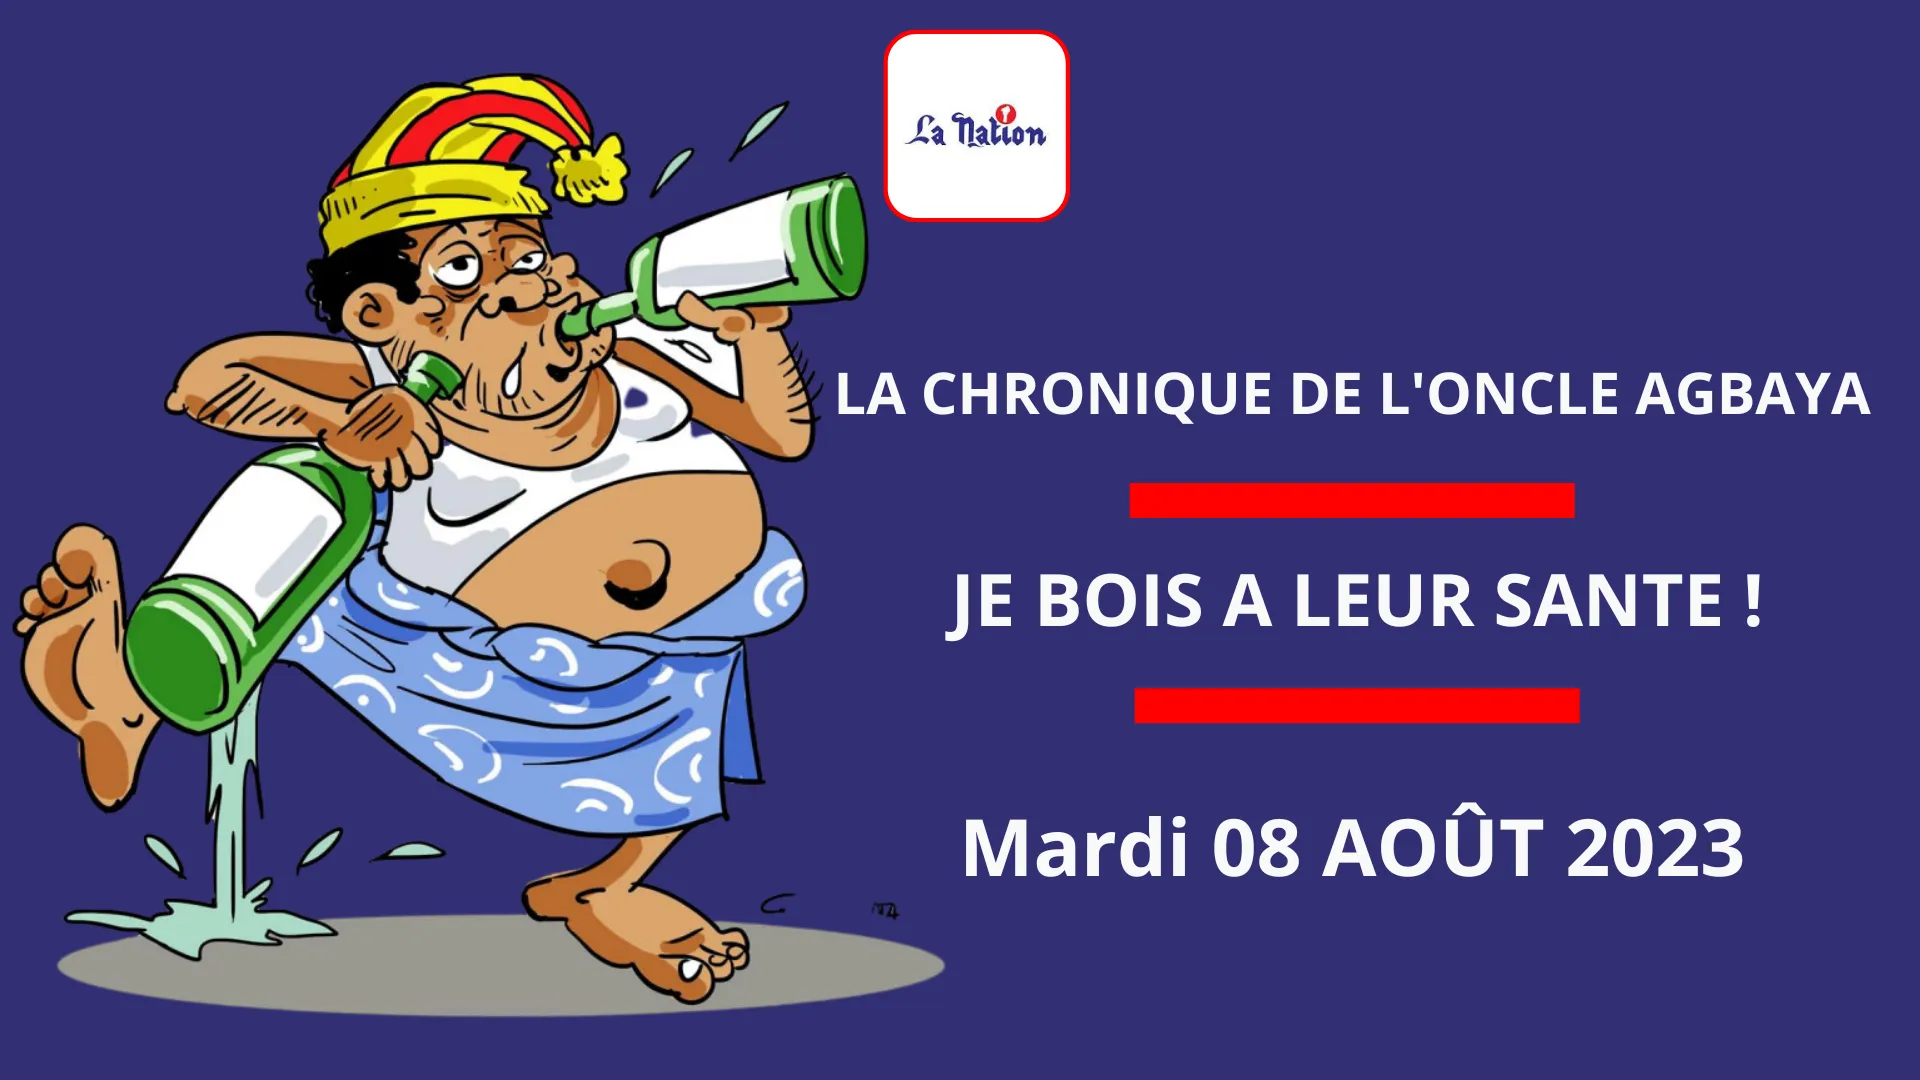 La Nation
LA CHRONIQUE DE L'ONCLE AGBAYA
JE BOIS A LEUR SANTE !
Mardi 08 AOÛT 2023